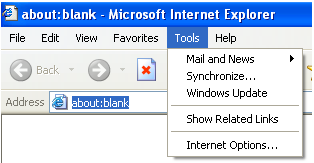 about:blank - Microsoft Internet Explorer
File Edit View Favorites Tools Help
Mail and News
Synchronize...
Windows Update
Show Related Links
Internet Options...
Back
Address about:blank